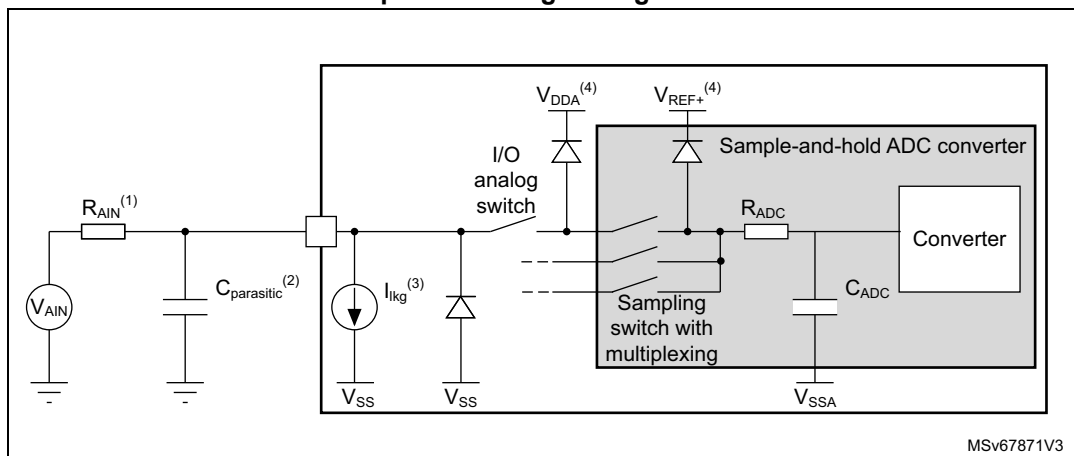 V_DDA^(4)
V_REF+^(4)
Sample-and-hold ADC converter
I/O
analog
switch
R_AIN^(1)
R_ADC
Converter
V_AIN
C_parasitic^(2)
I_lkg^(3)
C_ADC
Sampling
switch with
multiplexing
V_SS
V_SS
V_SSA
MSv67871V3